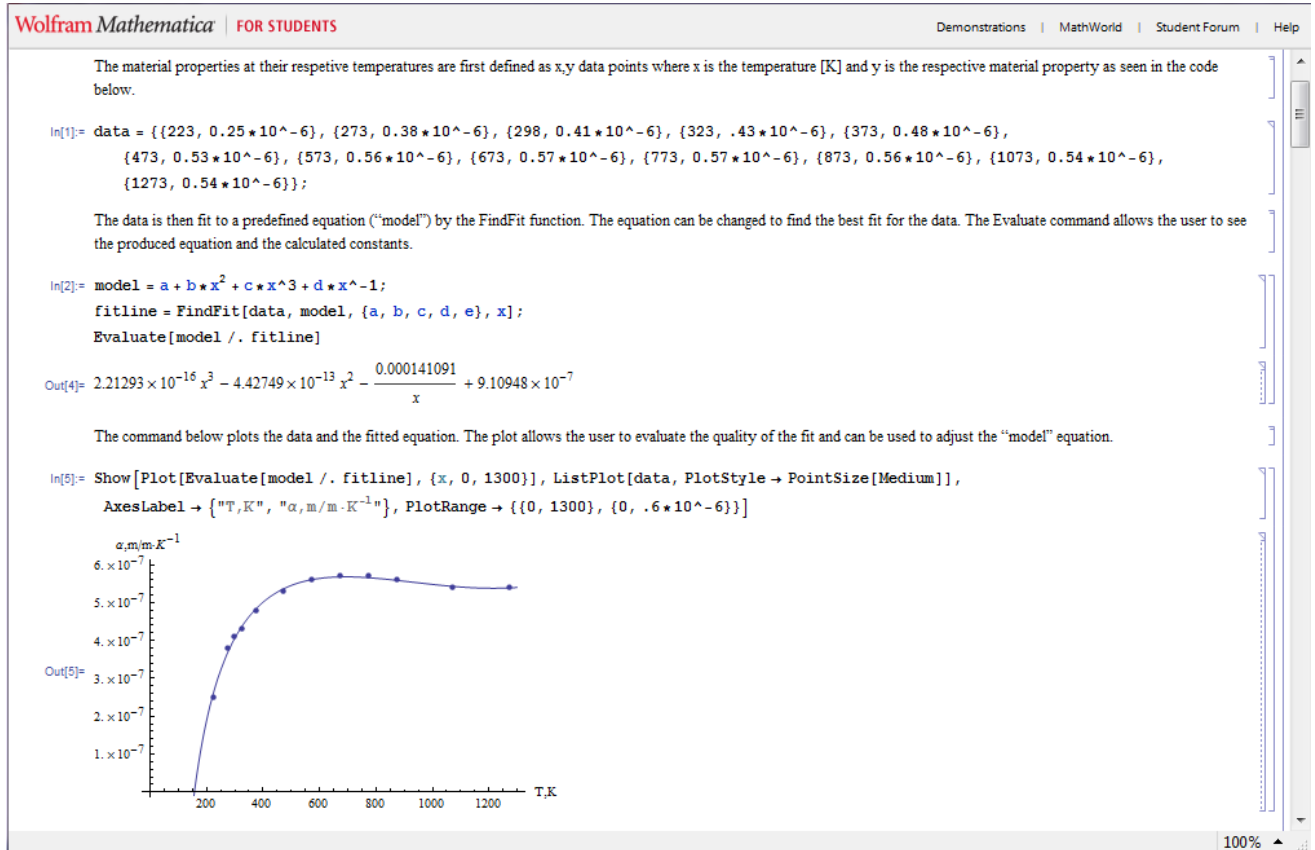 Wolfram Mathematica | FOR STUDENTS
Demonstrations | MathWorld | Student Forum | Help
The material properties at their respetive temperatures are first defined as x,y data points where x is the temperature [K] and y is the respective material property as seen in the code
below.
In[1]:= data = {{223, 0.25*10^-6}, {273, 0.38*10^-6}, {298, 0.41*10^-6}, {323, .43*10^-6}, {373, 0.48*10^-6},
{473, 0.53*10^-6}, {573, 0.56*10^-6}, {673, 0.57*10^-6}, {773, 0.57*10^-6}, {873, 0.56*10^-6}, {1073, 0.54*10^-6},
{1273, 0.54*10^-6}};
The data is then fit to a predefined equation (“model”) by the FindFit function. The equation can be changed to find the best fit for the data. The Evaluate command allows the user to see
the produced equation and the calculated constants.
In[2]:= model = a + b*x² + c*x^3 + d*x^-1;
fitline = FindFit[data, model, {a, b, c, d, e}, x];
Evaluate[model /. fitline]
Out[4]= 2.21293×10⁻¹⁶ x³ − 4.42749×10⁻¹³ x² − 0.000141091/x + 9.10948×10⁻⁷
The command below plots the data and the fitted equation. The plot allows the user to evaluate the quality of the fit and can be used to adjust the “model” equation.
In[5]:= Show[Plot[Evaluate[model /. fitline], {x, 0, 1300}], ListPlot[data, PlotStyle → PointSize[Medium]],
AxesLabel → {"T,K", "α,m/m·K⁻¹"}, PlotRange → {{0, 1300}, {0, .6*10^-6}}]
α,m/m·K⁻¹
6.×10⁻⁷
5.×10⁻⁷
4.×10⁻⁷
Out[5]= 3.×10⁻⁷
2.×10⁻⁷
1.×10⁻⁷
T,K
200 400 600 800 1000 1200
100%